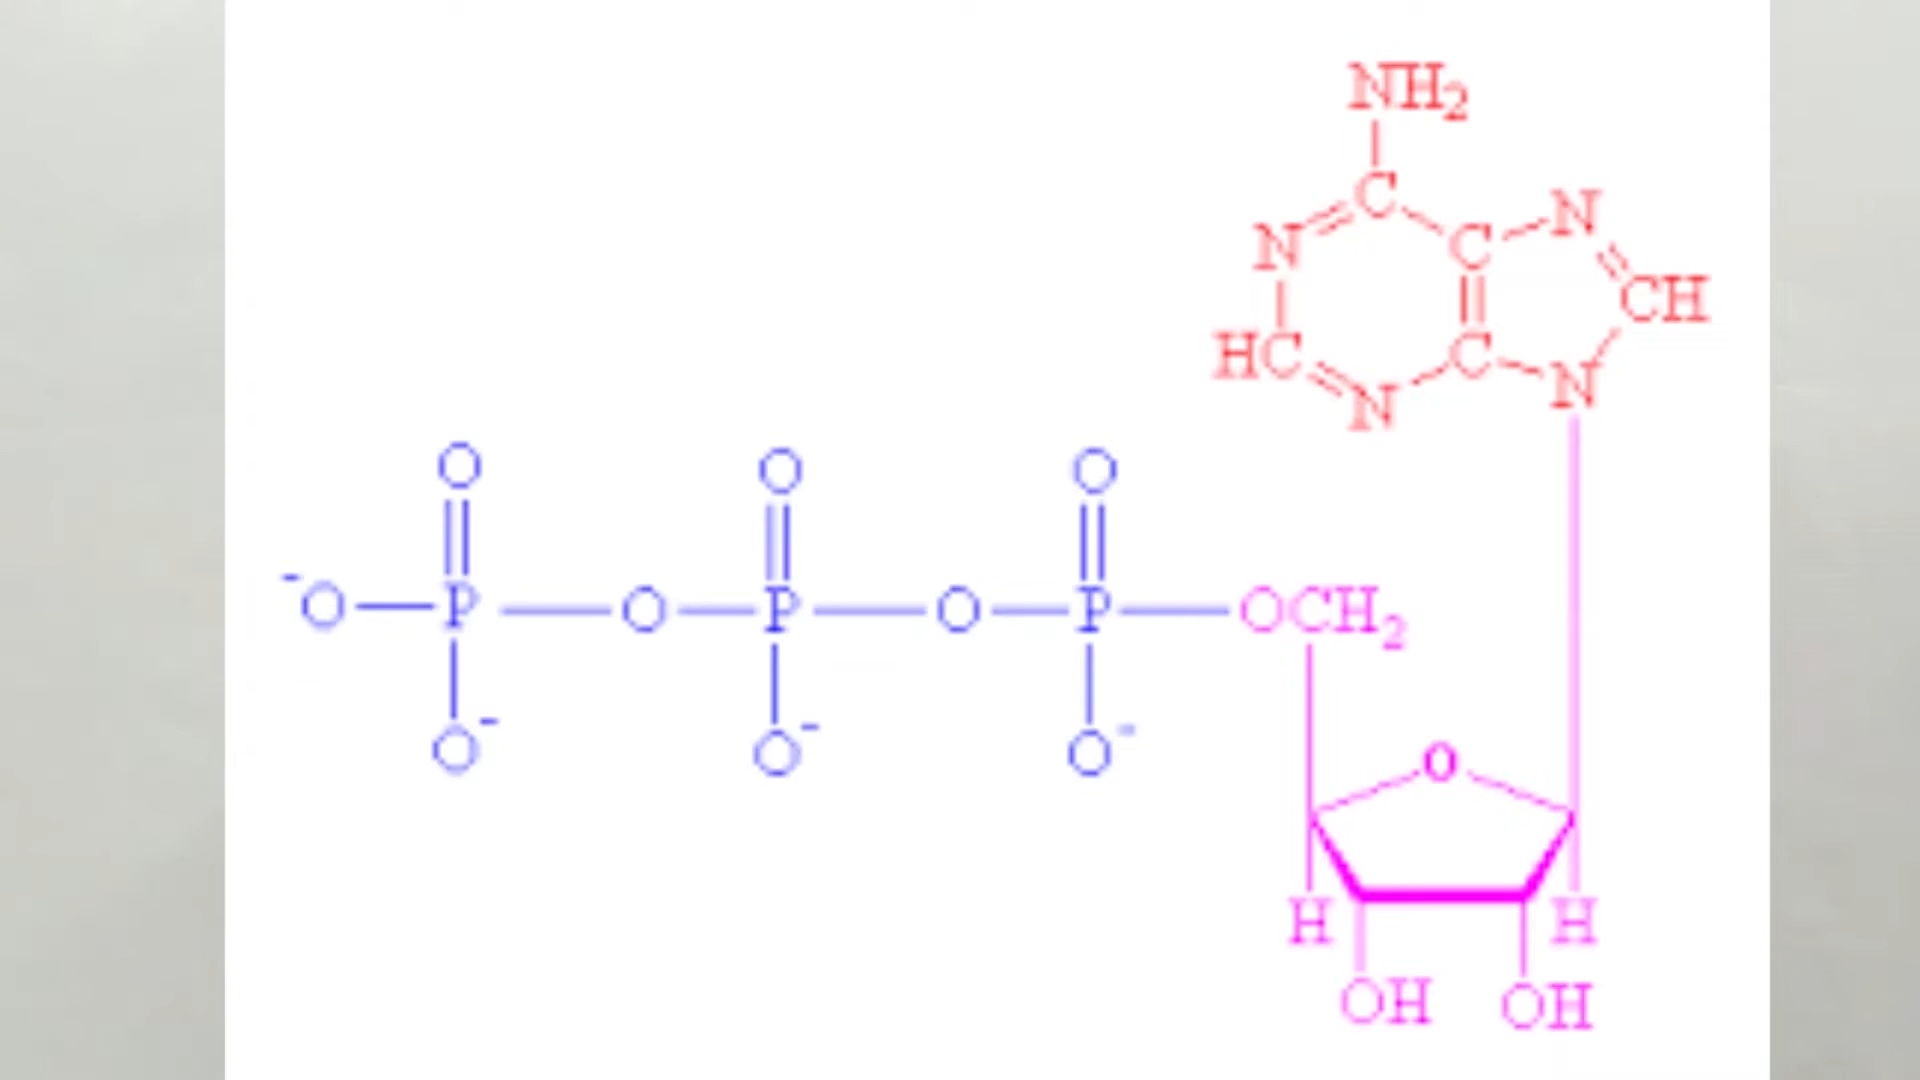 NH₂
C
N C N
CH
HC C N
N
O O O
⁻O P O P O P OCH₂
O⁻ O⁻ O⁻
O
H H
OH OH